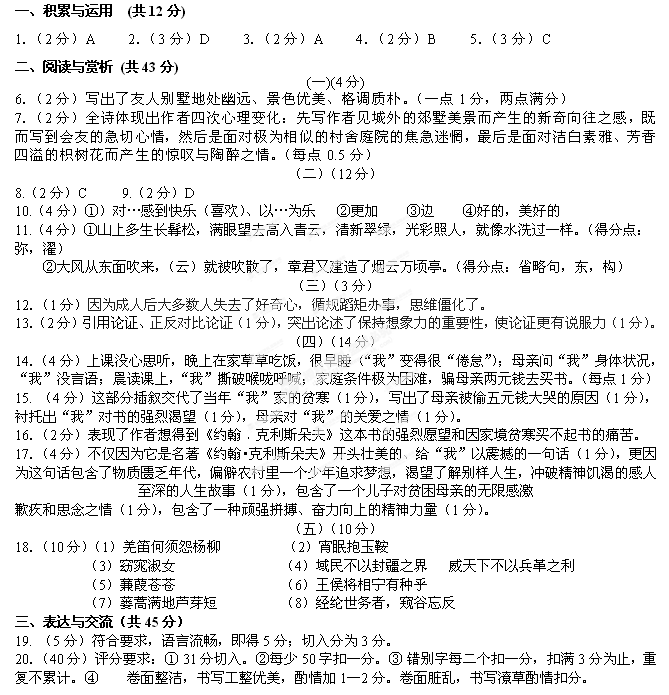 一、积累与运用 (共12分)
1.（2分）A 2.（3分）D 3.（2分）A 4.（2分）B 5.（3分）C
二、阅读与赏析 (共43分)
(一)(4分)
6.（2分）写出了友人别墅地处幽远、景色优美、格调质朴。（一点1分，两点满分）
7.（2分）全诗体现出作者四次心理变化：先写作者见城外的郊墅美景而产生的新奇向往之感，既
而写到会友的急切心情，然后是面对极为相似的村舍庭院的焦急迷惘，最后是面对洁白素雅、芳香
四溢的枳树花而产生的惊叹与陶醉之情。（每点0.5分）
（二）（12分）
8.(2分）C 9.（2分）D
10.（4分）①）对…感到快乐（喜欢）、以…为乐 ②更加 ③边 ④好的，美好的
11.（4分）①山上多生长髯松，满眼望去高入青云，清新翠绿，光彩照人，就像水洗过一样。（得分点：
弥，濯）
②大风从东面吹来，（云）就被吹散了，章君又建造了烟云万顷亭。（得分点：省略句，东，构）
（三）（3分）
12.（1分）因为成人后大多数人失去了好奇心，循规蹈矩办事，思维僵化了。
13.（2分）引用论证、正反对比论证（1分），突出论述了保持想象力的重要性，使论证更有说服力（1分）。
（四）（14分）
14.（4分）上课没心思听，晚上在家草草吃饭，很早睡（“我”变得很“倦怠”）；母亲问“我”身体状况，
“我”没言语；晨读课上，“我”撕破喉咙呼喊；家庭条件极为困难，骗母亲两元钱去买书。（每点1分）
15.（4分）这部分插叙交代了当年“我”家的贫寒（1分），写出了母亲被偷五元钱大哭的原因（1分），
衬托出“我”对书的强烈渴望（1分），母亲对“我”的关爱之情（1分）。
16.（2分）表现了作者想得到《约翰．克利斯朵夫》这本书的强烈愿望和因家境贫寒买不起书的痛苦。
17.（4分）不仅因为它是名著《约翰•克利斯朵夫》开头壮美的、给“我”以震撼的一句话（1分），更因
为这句话包含了物质匮乏年代，偏僻农村里一个少年追求梦想，渴望了解别样人生，冲破精神饥渴的感人
至深的人生故事（1分），包含了一个儿子对贫困母亲的无限感激
歉疚和思念之情（1分），包含了一种顽强拼搏、奋力向上的精神力量（1分）。
（五）（10分）
18.（10分）（1）羌笛何须怨杨柳 （2）宵眠抱玉鞍
（3）窈窕淑女 （4）域民不以封疆之界 威天下不以兵革之利
（5）蒹葭苍苍 （6）王侯将相宁有种乎
（7）蒌蒿满地芦芽短 （8）经纶世务者，窥谷忘反
三、表达与交流（共45分）
19.（5分）符合要求，语言流畅，即得5分；切入分为3分。
20.（40分）评分要求：①31分切入。②每少50字扣一分。③错别字每二个扣一分，扣满3分为止，重
复不累计。④ 卷面整洁，书写工整优美，酌情加1—2分。卷面脏乱，书写潦草酌情扣分。